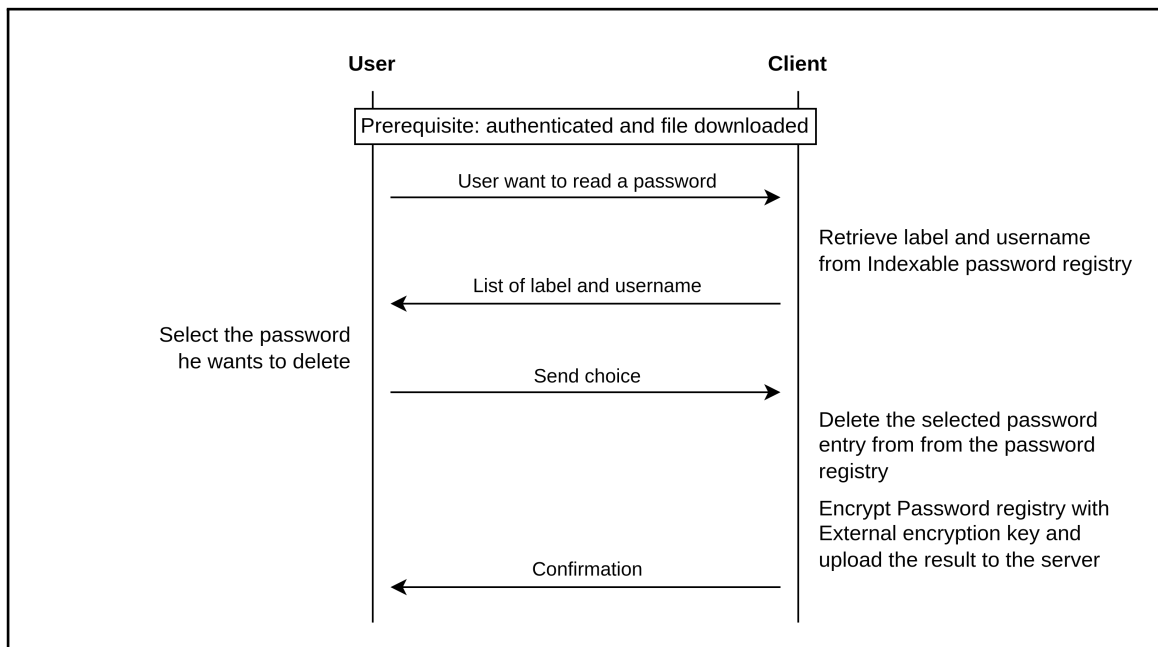 User
Client
Prerequisite: authenticated and file downloaded
User want to read a password
Retrieve label and username
from Indexable password registry
List of label and username
Select the password
he wants to delete
Send choice
Delete the selected password
entry from from the password
registry
Encrypt Password registry with
External encryption key and
upload the result to the server
Confirmation